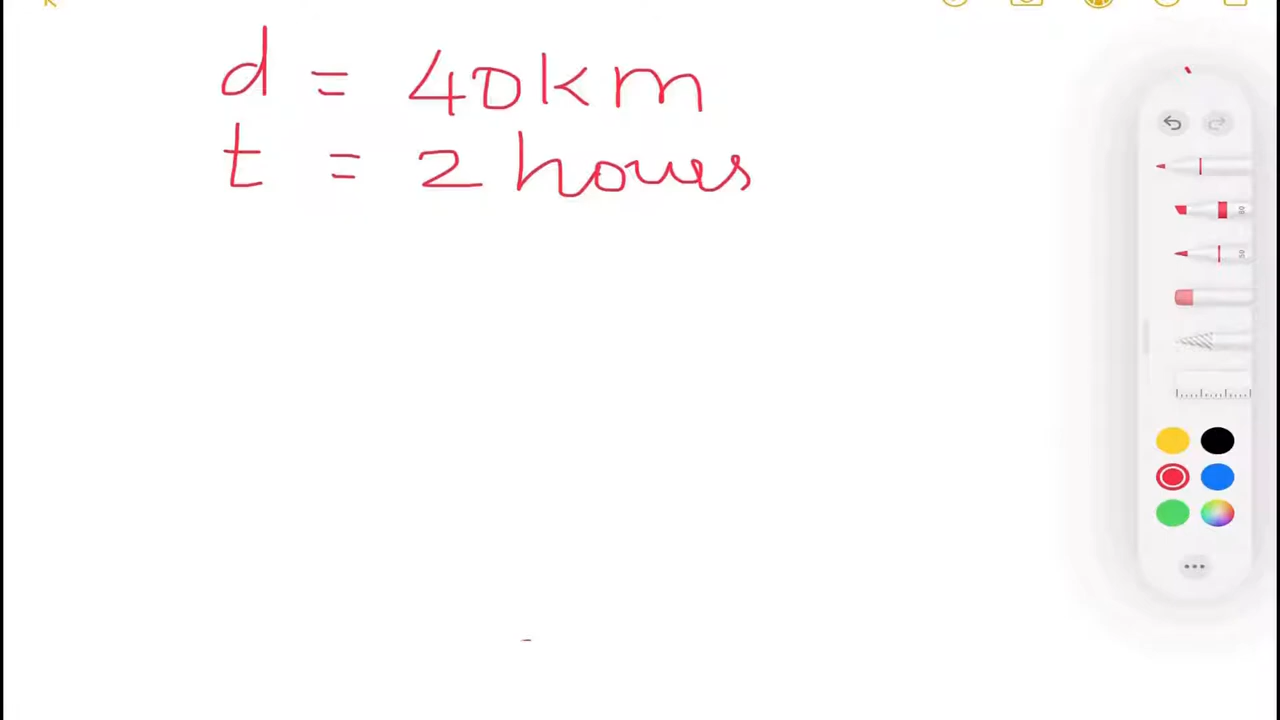 d = 40km
t = 2 hours